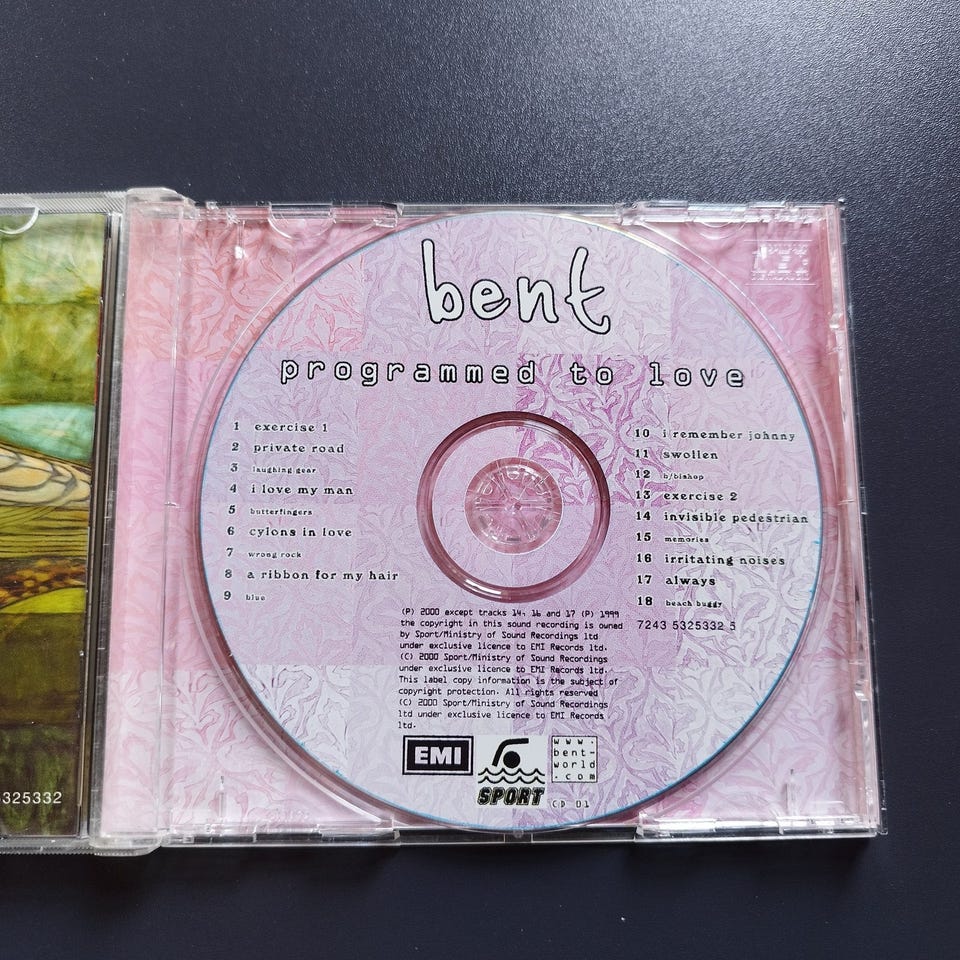 bent
programmed to love
1 exercise 1
2 private road
3 laughing gear
4 i love my man
5 butterfingers
6 cylons in love
7 wrong rock
8 a ribbon for my hair
9 blue
10 i remember johnny
11 swollen
12 b/bishop
13 exercise 2
14 invisible pedestrian
15 memories
16 irritating noises
17 always
18 beach buggy
7243 5325332 5
(P) 2000 except tracks 14, 16 and 17 (P) 1999
the copyright in this sound recording is owned
by Sport/Ministry of Sound Recordings ltd
under exclusive licence to EMI Records ltd.
(C) 2000 Sport/Ministry of Sound Recordings
under exclusive licence to EMI Records ltd.
This label copy information is the subject of
copyright protection. All rights reserved
(C) 2000 Sport/Ministry of Sound Recordings
ltd under exclusive licence to EMI Records
ltd.
EMI
SPORT
www.
bent-
world
.com
CD 01
325332